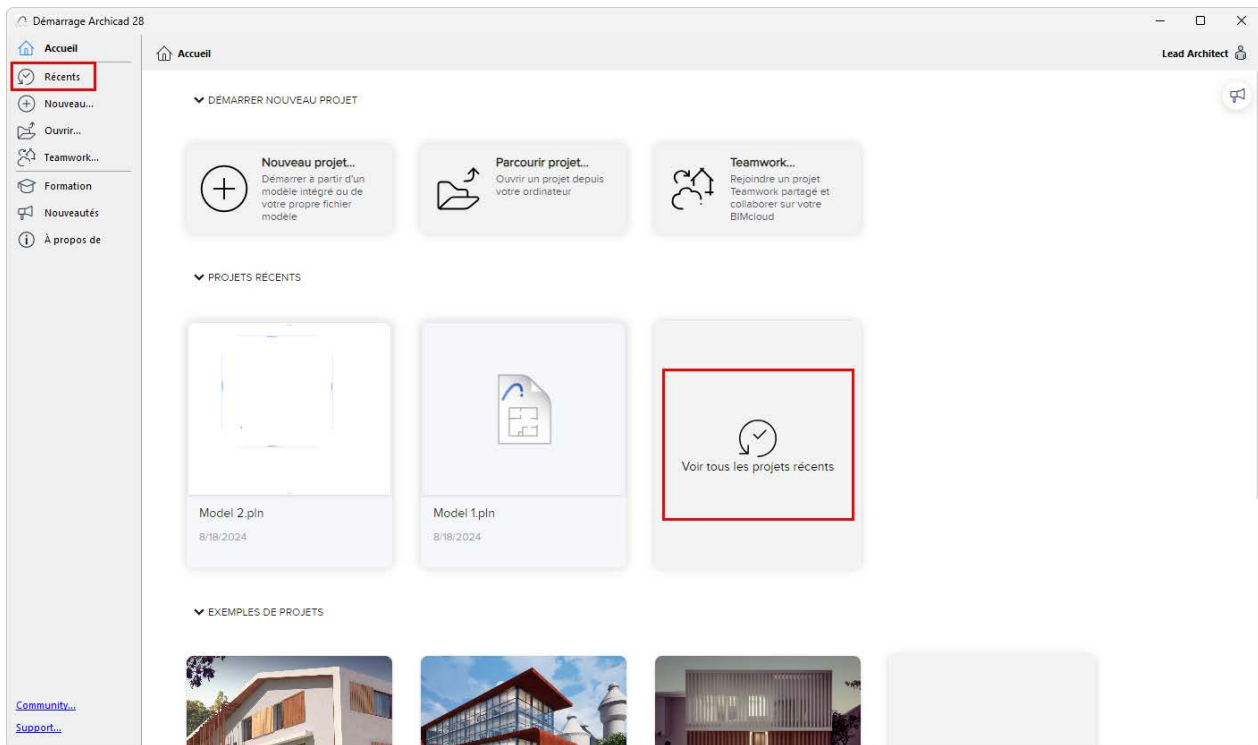 Démarrage Archicad 28
Accueil
Récents
Nouveau...
Ouvrir...
Teamwork...
Formation
Nouveautés
À propos de
Community...
Support...
Accueil
Lead Architect
DÉMARRER NOUVEAU PROJET
Nouveau projet...
Démarrer à partir d'un
modèle intégré ou de
votre propre fichier
modèle
Parcourir projet...
Ouvrir un projet depuis
votre ordinateur
Teamwork...
Rejoindre un projet
Teamwork partagé et
collaborer sur votre
BIMcloud
PROJETS RÉCENTS
Model 2.pln
8/18/2024
Model 1.pln
8/18/2024
Voir tous les projets récents
EXEMPLES DE PROJETS